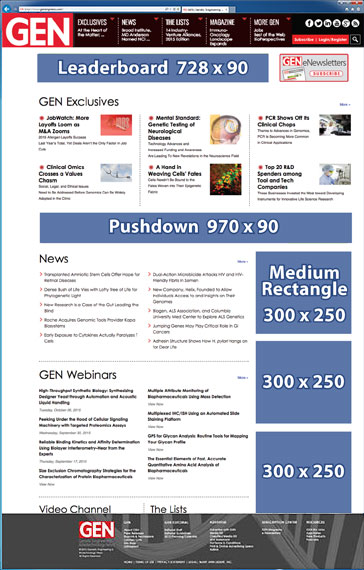 GEN
EXCLUSIVES
At the Heart of
the Matter: ...
NEWS
Broad Institute,
MD Anderson
Named NCI ...
THE LISTS
14 Industry-
Venture Alliances,
2015 Edition
MAGAZINE
Immuno-
Oncology
Landscape
Expands
MORE GEN
Jobs
Best of the Web
BioPerspectives
Subscribe | Login/Register
Leaderboard 728 x 90
GEN
eNewsletters
SUBSCRIBE
GEN Exclusives
JobWatch: More
Layoffs Loom as
M&A Zooms
2015 Alleged Layoffs Succeed
Last Year's Total, Yet Deals Aren't the Only Factor in Job
Cuts
Mental Standard:
Genetic Testing of
Neurological
Diseases
Technology Advances and
Increased Funding and Awareness
Are Leading To New Revelations in the Neuroscience Field
PCR Shows Off Its
Clinical Chops
Thanks to Advances in Genomics,
PCR Is Becoming More Common
in Clinical Applications
Clinical Omics
Crosses a Values
Chasm
Social, Legal, and Ethical Issues
Need to Be Addressed Before Genomics Can Be Widely
Adopted in the Clinic
A Hand in
Weaving Cells' Fates
Cells Needn't Be Bound to the
Fates Woven into Their Epigenetic
Fabric
Top 20 R&D
Spenders among
Tool and Tech
Companies
These Businesses Invested the Most toward Developing
Instruments for Innovative Life Science Research
Pushdown 970 x 90
News
More »
Transplanted Amniotic Stem Cells Offer Hope for
Retinal Diseases
Dense Bush of Life Vies with Lofty Tree of Life for
Phylogenetic Light
New Research is a Case of the Gut Leading the
Blind
Roche Acquires Genomic Tools Provider Kapa
Biosystems
Early Exposure to Cytokines Actually Paralyzes T
Cells
Dual-Action Microbicide Attacks HIV and HIV-
Friendly Fibrils in Semen
New Company, Helix, Founded to Allow
Individuals Access to and Insights on Their
Genomes
Biogen, ALS Association, and Columbia
University Med Center to Explore ALS Genetics
Jumping Genes May Play Critical Role in GI
Cancers
Adhesin Structure Shows How H. pylori Hangs on
for Dear Life
Medium
Rectangle
300 x 250
300 x 250
300 x 250
GEN Webinars
More »
High-Throughput Synthetic Biology: Synthesizing
Designer Yeast through Automation and Acoustic
Liquid Handling
Tuesday, October 20, 2015
Peeking Under the Hood of Cellular Signaling
Machinery with Targeted Proteomics Assays
Wednesday, September 30, 2015
Reliable Binding Kinetics and Affinity Determination
Using Biolayer Interferometry—Hear from the
Experts
Thursday, September 17, 2015
Size Exclusion Chromatography Strategies for the
Characterization of Protein Biopharmaceuticals
Multiple Attribute Monitoring of
Biopharmaceuticals Using Mass Detection
View Now
Multiplexed IHC/ISH Using an Automated Slide
Staining Platform
View Now
GPS for Glycan Analysis: Routine Tools for Mapping
Your Glycan Profile
View Now
The Essential Elements of Fast, Accurate
Quantitative Amino Acid Analysis of
Biopharmaceuticals
View Now
Video Channel
The Lists
GEN
GEN
GEN EDITORIAL
ADVERTISE
SUBSCRIPTION CENTER
RESOURCES